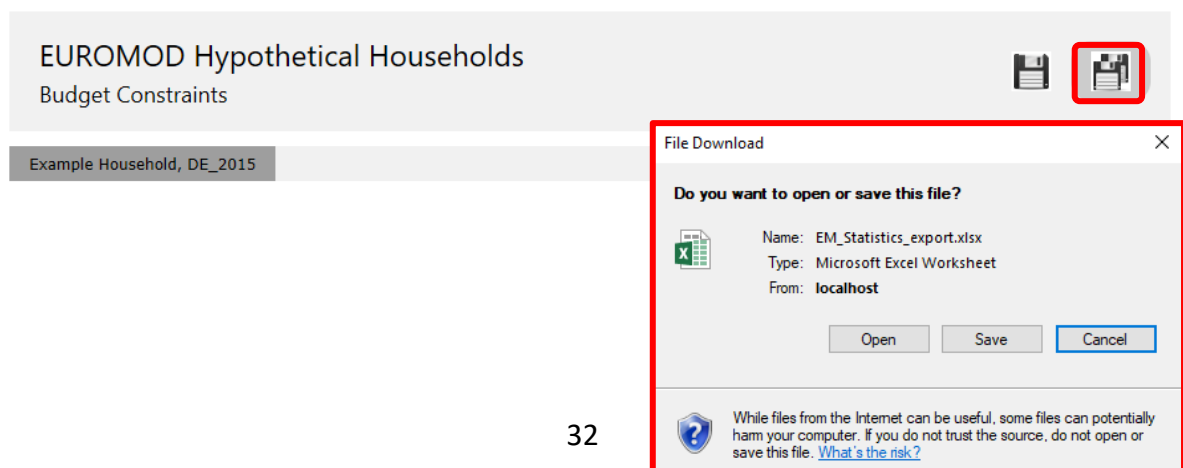 EUROMOD Hypothetical Households
Budget Constraints
Example Household, DE_2015
File Download
Do you want to open or save this file?
Name: EM_Statistics_export.xlsx
Type: Microsoft Excel Worksheet
From: localhost
Open Save Cancel
While files from the Internet can be useful, some files can potentially
harm your computer. If you do not trust the source, do not open or
save this file. What's the risk?
32